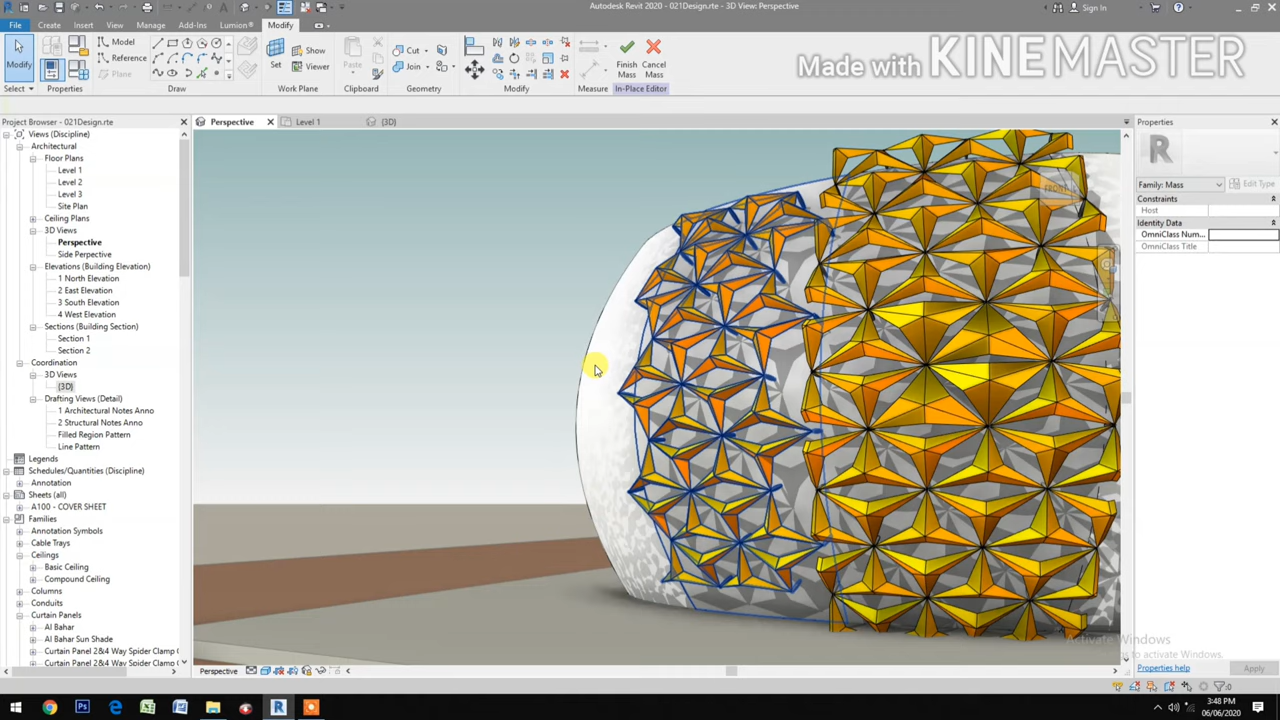 Autodesk Revit 2020 - 021Design.rte - 3D View: Perspective
Sign In
File Create Insert View Manage Add-Ins Lumion® Modify
Model
Reference
Plane
Set
Show
Viewer
Paste
Cut
Join
Finish Mass
Cancel Mass
Modify
Select Properties Draw Work Plane Clipboard Geometry Modify Measure In-Place Editor
Made with KINEMASTER
Project Browser - 021Design.rte
Perspective Level 1 {3D}
Properties
Views (Discipline)
Architectural
Floor Plans
Level 1
Level 2
Level 3
Site Plan
Ceiling Plans
3D Views
Perspective
Side Perpective
Elevations (Building Elevation)
1 North Elevation
2 East Elevation
3 South Elevation
4 West Elevation
Sections (Building Section)
Section 1
Section 2
Coordination
3D Views
{3D}
Drafting Views (Detail)
1 Architectural Notes Anno
2 Structural Notes Anno
Filled Region Pattern
Line Pattern
Legends
Schedules/Quantities (Discipline)
Annotation
Sheets (all)
A100 - COVER SHEET
Families
Annotation Symbols
Cable Trays
Ceilings
Basic Ceiling
Compound Ceiling
Columns
Conduits
Curtain Panels
Al Bahar
Al Bahar Sun Shade
Curtain Panel 2&4 Way Spider Clamp
Curtain Panel 2&4 Way Spider Clamp
FRONT
Family: Mass
Edit Type
Constraints
Host
Identity Data
OmniClass Num...
OmniClass Title
Activate Windows
to activate Windows.
Properties help
Apply
Perspective
:0
3:48 PM
06/06/2020